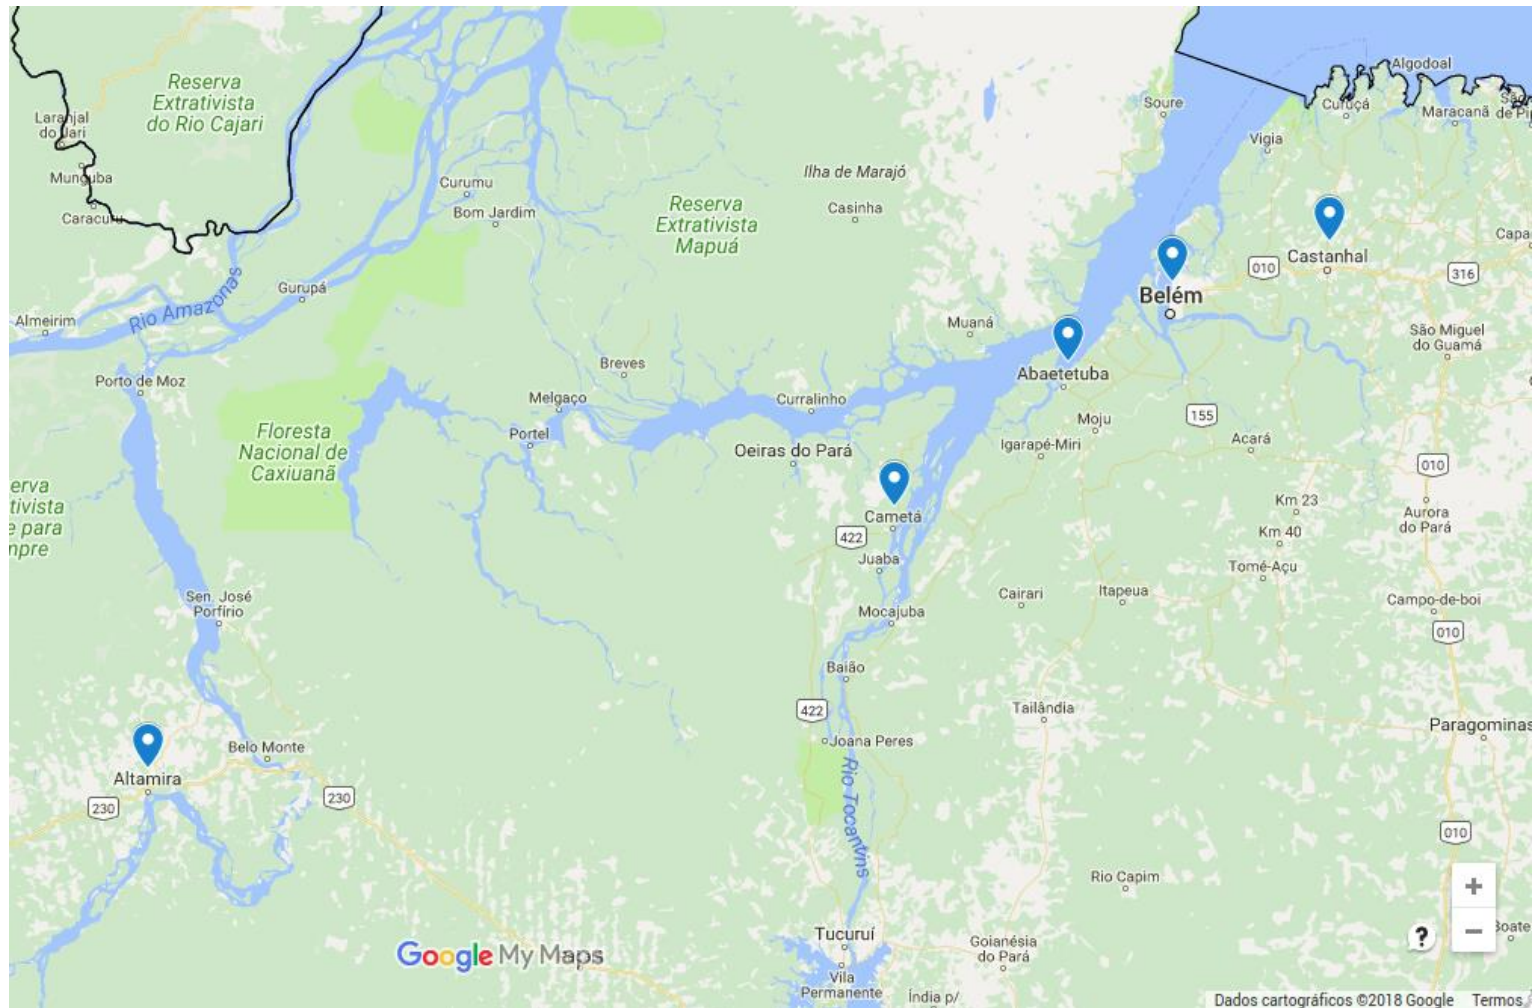 Algodoal
Reserva
Extrativista
do Rio Cajari
Laranjal
do Jari
Soure
Curuçá
Maracanã
São
de Pi
Vigia
Munguba
Curumu
Ilha de Marajó
Caracuru
Bom Jardim
Reserva
Extrativista
Mapuá
Casinha
Capa
Castanhal
010
316
Gurupá
Belém
Rio Amazonas
Almeirim
Muaná
São Miguel
do Guamá
Breves
Abaetetuba
Porto de Moz
Melgaço
Curralinho
155
Moju
Floresta
Nacional de
Caxiuanã
Portel
Oeiras do Pará
Igarapé-Miri
Acará
010
erva
tivista
e para
mpre
Km 23
Cametá
Aurora
do Pará
422
Km 40
Juaba
Tomé-Açu
Sen. José
Porfírio
Cairari
Itapeua
Campo-de-boi
Mocajuba
010
Baião
422
Tailândia
Paragominas
Joana Peres
Belo Monte
Altamira
230
230
Rio Tocantins
010
Rio Capim
+
Tucuruí
Goianésia
do Pará
?
−
Boate
Google My Maps
Vila
Permanente
Índia p/
Dados cartográficos ©2018 Google Termos